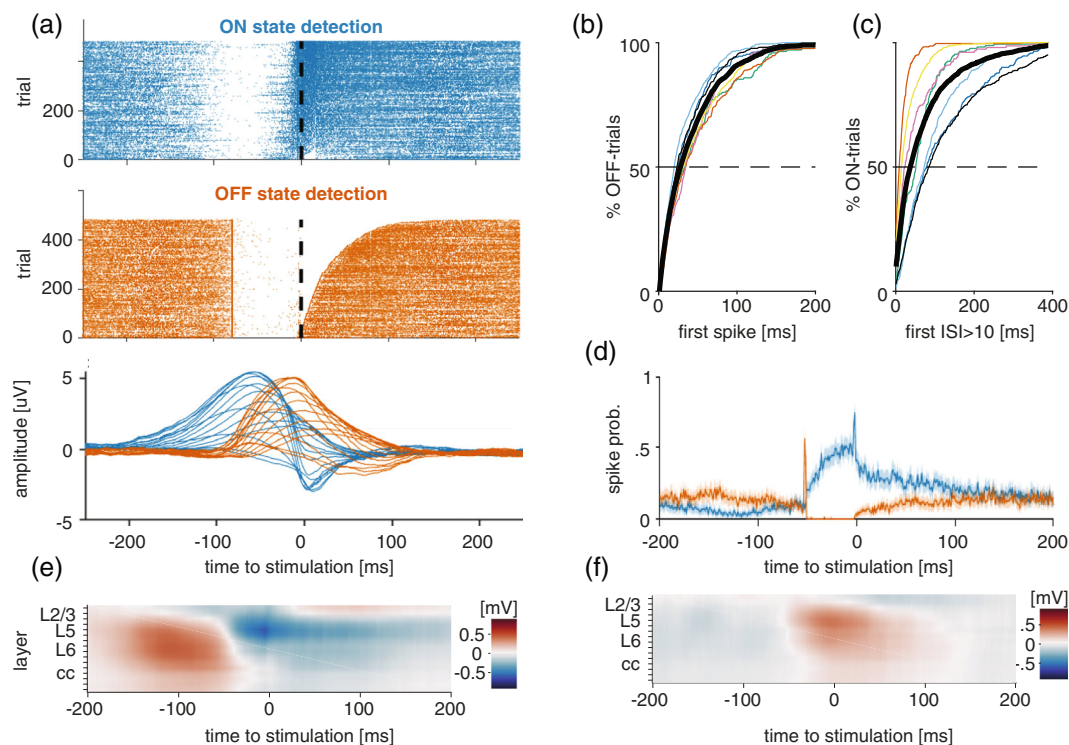 (a)
ON state detection
trial
200
0
OFF state detection
trial
400
200
0
amplitude [uV]
5
0
-5
-200 -100 0 100 200
time to stimulation [ms]
(b)
% OFF-trials
100
50
0 100 200
first spike [ms]
(c)
% ON-trials
50
0 200 400
first ISI>10 [ms]
(d)
spike prob.
1
.5
0
-200 -100 0 100 200
time to stimulation [ms]
(e)
layer
L2/3
L5
L6
cc
-200 -100 0 100 200
time to stimulation [ms]
[mV]
0.5
0
-0.5
(f)
L2/3
L5
L6
cc
-200 -100 0 100 200
time to stimulation [ms]
[mV]
.5
0
-.5